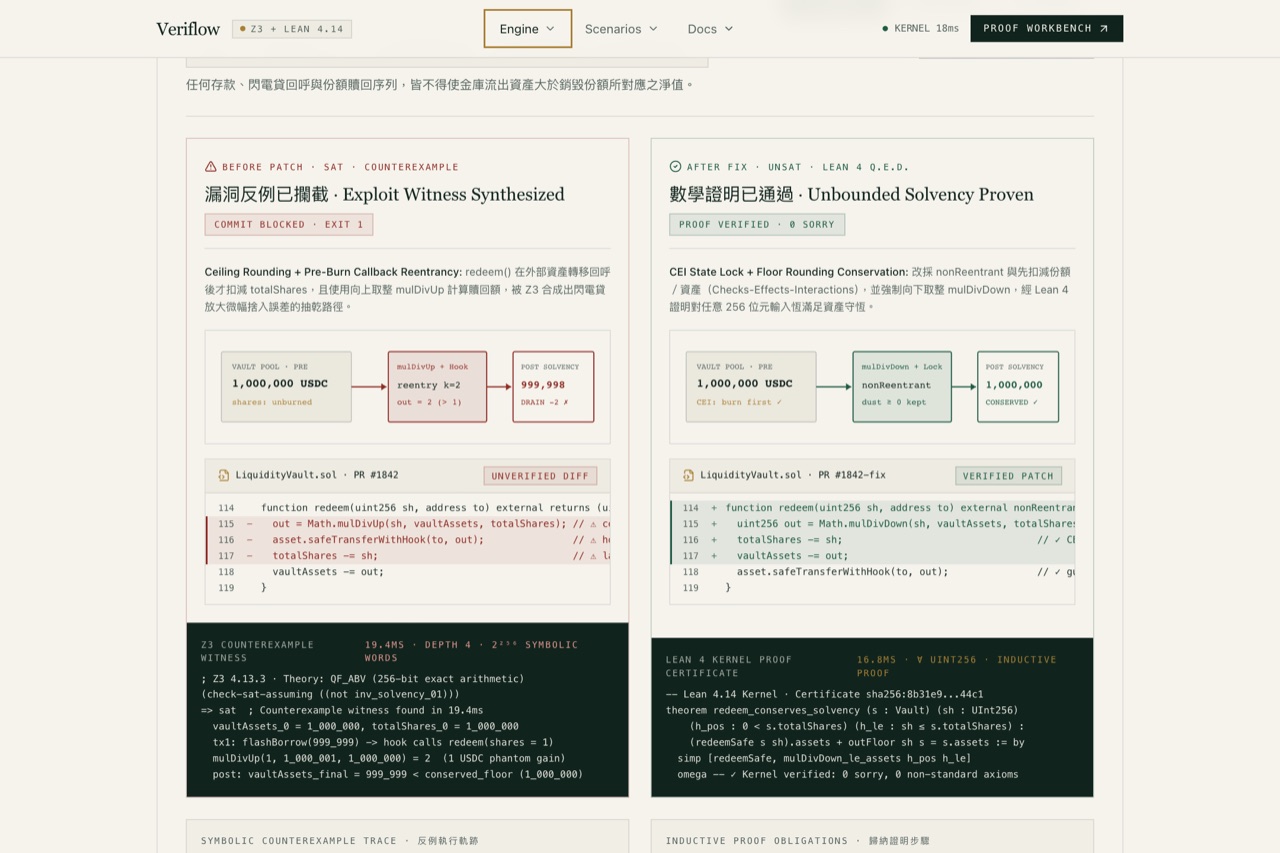 Veriflow
Z3 + LEAN 4.14
Engine
Scenarios
Docs
KERNEL 18ms
PROOF WORKBENCH ↗
任何存款、閃電貸回呼與份額贖回序列，皆不得使金庫流出資產大於銷毀份額所對應之淨值。
BEFORE PATCH · SAT · COUNTEREXAMPLE
漏洞反例已攔截 · Exploit Witness Synthesized
COMMIT BLOCKED · EXIT 1
Ceiling Rounding + Pre-Burn Callback Reentrancy: redeem() 在外部資產轉移回呼
後才扣減 totalShares，且使用向上取整 mulDivUp 計算贖回額，被 Z3 合成出閃電貸
放大微幅捨入誤差的抽乾路徑。
VAULT POOL · PRE
1,000,000 USDC
shares: unburned
mulDivUp + Hook
reentry k=2
out = 2 (> 1)
POST SOLVENCY
999,998
DRAIN −2 ✗
LiquidityVault.sol · PR #1842
UNVERIFIED DIFF
114 function redeem(uint256 sh, address to) external returns (u
115 − out = Math.mulDivUp(sh, vaultAssets, totalShares); // ⚠ c
116 − asset.safeTransferWithHook(to, out); // ⚠ h
117 − totalShares −= sh; // ⚠ l
118 vaultAssets −= out;
119 }
Z3 COUNTEREXAMPLE WITNESS
19.4MS · DEPTH 4 · 2²⁵⁶ SYMBOLIC WORDS
; Z3 4.13.3 · Theory: QF_ABV (256-bit exact arithmetic)
(check-sat-assuming ((not inv_solvency_01)))
=> sat ; Counterexample witness found in 19.4ms
vaultAssets_0 = 1_000_000, totalShares_0 = 1_000_000
tx1: flashBorrow(999_999) −> hook calls redeem(shares = 1)
mulDivUp(1, 1_000_001, 1_000_000) = 2 (1 USDC phantom gain)
post: vaultAssets_final = 999_999 < conserved_floor (1_000_000)
AFTER FIX · UNSAT · LEAN 4 Q.E.D.
數學證明已通過 · Unbounded Solvency Proven
PROOF VERIFIED · 0 SORRY
CEI State Lock + Floor Rounding Conservation: 改採 nonReentrant 與先扣減份額
/ 資產（Checks-Effects-Interactions），並強制向下取整 mulDivDown，經 Lean 4
證明對任意 256 位元輸入恆滿足資產守恆。
VAULT POOL · PRE
1,000,000 USDC
CEI: burn first ✓
mulDivDown + Lock
nonReentrant
dust ≥ 0 kept
POST SOLVENCY
1,000,000
CONSERVED ✓
LiquidityVault.sol · PR #1842-fix
VERIFIED PATCH
114 + function redeem(uint256 sh, address to) external nonReentran
115 + uint256 out = Math.mulDivDown(sh, vaultAssets, totalShares
116 + totalShares −= sh; // ✓ CE
117 + vaultAssets −= out;
118 asset.safeTransferWithHook(to, out); // ✓ gu
119 }
LEAN 4 KERNEL PROOF CERTIFICATE
16.8MS · ∀ UINT256 · INDUCTIVE PROOF
−− Lean 4.14 Kernel · Certificate sha256:8b31e9...44c1
theorem redeem_conserves_solvency (s : Vault) (sh : UInt256)
(h_pos : 0 < s.totalShares) (h_le : sh ≤ s.totalShares) :
(redeemSafe s sh).assets + outFloor sh s = s.assets := by
simp [redeemSafe, mulDivDown_le_assets h_pos h_le]
omega −− ✓ Kernel verified: 0 sorry, 0 non-standard axioms
SYMBOLIC COUNTEREXAMPLE TRACE · 反例執行軌跡
INDUCTIVE PROOF OBLIGATIONS · 歸納證明步驟